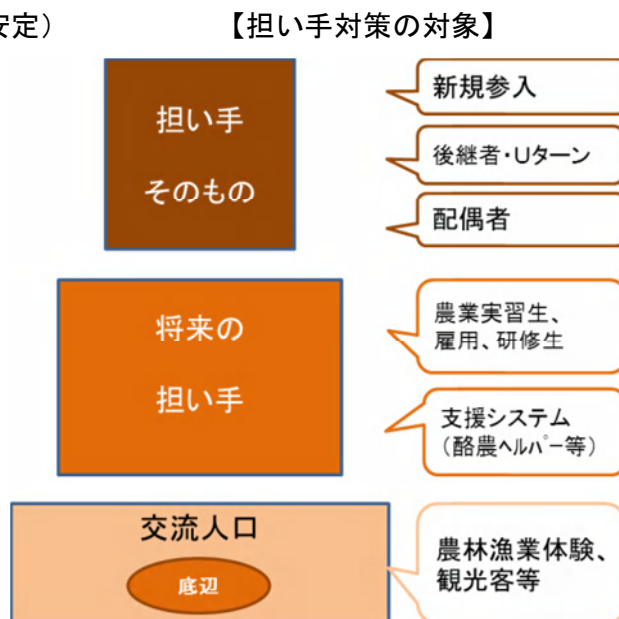 安定）
【担い手対策の対象】
担い手
そのもの
新規参入
後継者・Uターン
配偶者
将来の
担い手
農業実習生、
雇用、研修生
支援システム
（酪農ﾍﾙﾊﾟｰ等）
交流人口
底辺
農林漁業体験、
観光客等